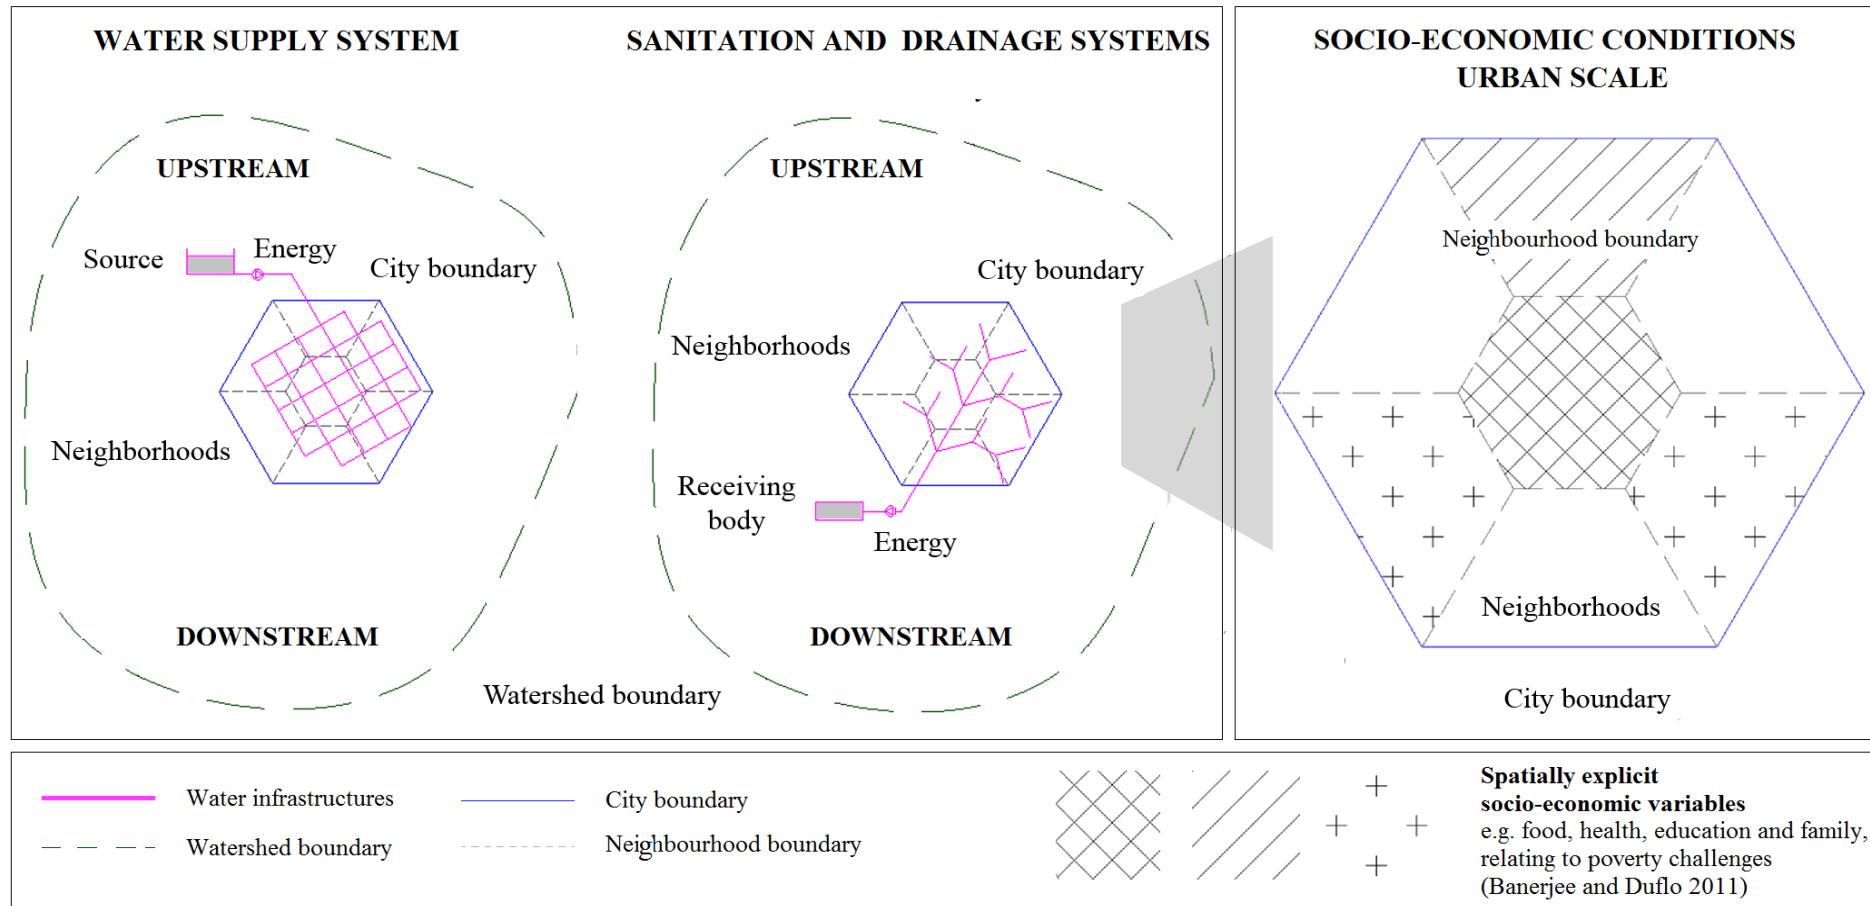 WATER SUPPLY SYSTEM
SANITATION AND DRAINAGE SYSTEMS
UPSTREAM
Source
Energy
City boundary
Neighborhoods
DOWNSTREAM
UPSTREAM
City boundary
Neighborhoods
Receiving
body
Energy
DOWNSTREAM
Watershed boundary
SOCIO-ECONOMIC CONDITIONS
URBAN SCALE
Neighbourhood boundary
Neighborhoods
City boundary
Water infrastructures
Watershed boundary
City boundary
Neighbourhood boundary
Spatially explicit
socio-economic variables
e.g. food, health, education and family,
relating to poverty challenges
(Banerjee and Duflo 2011)